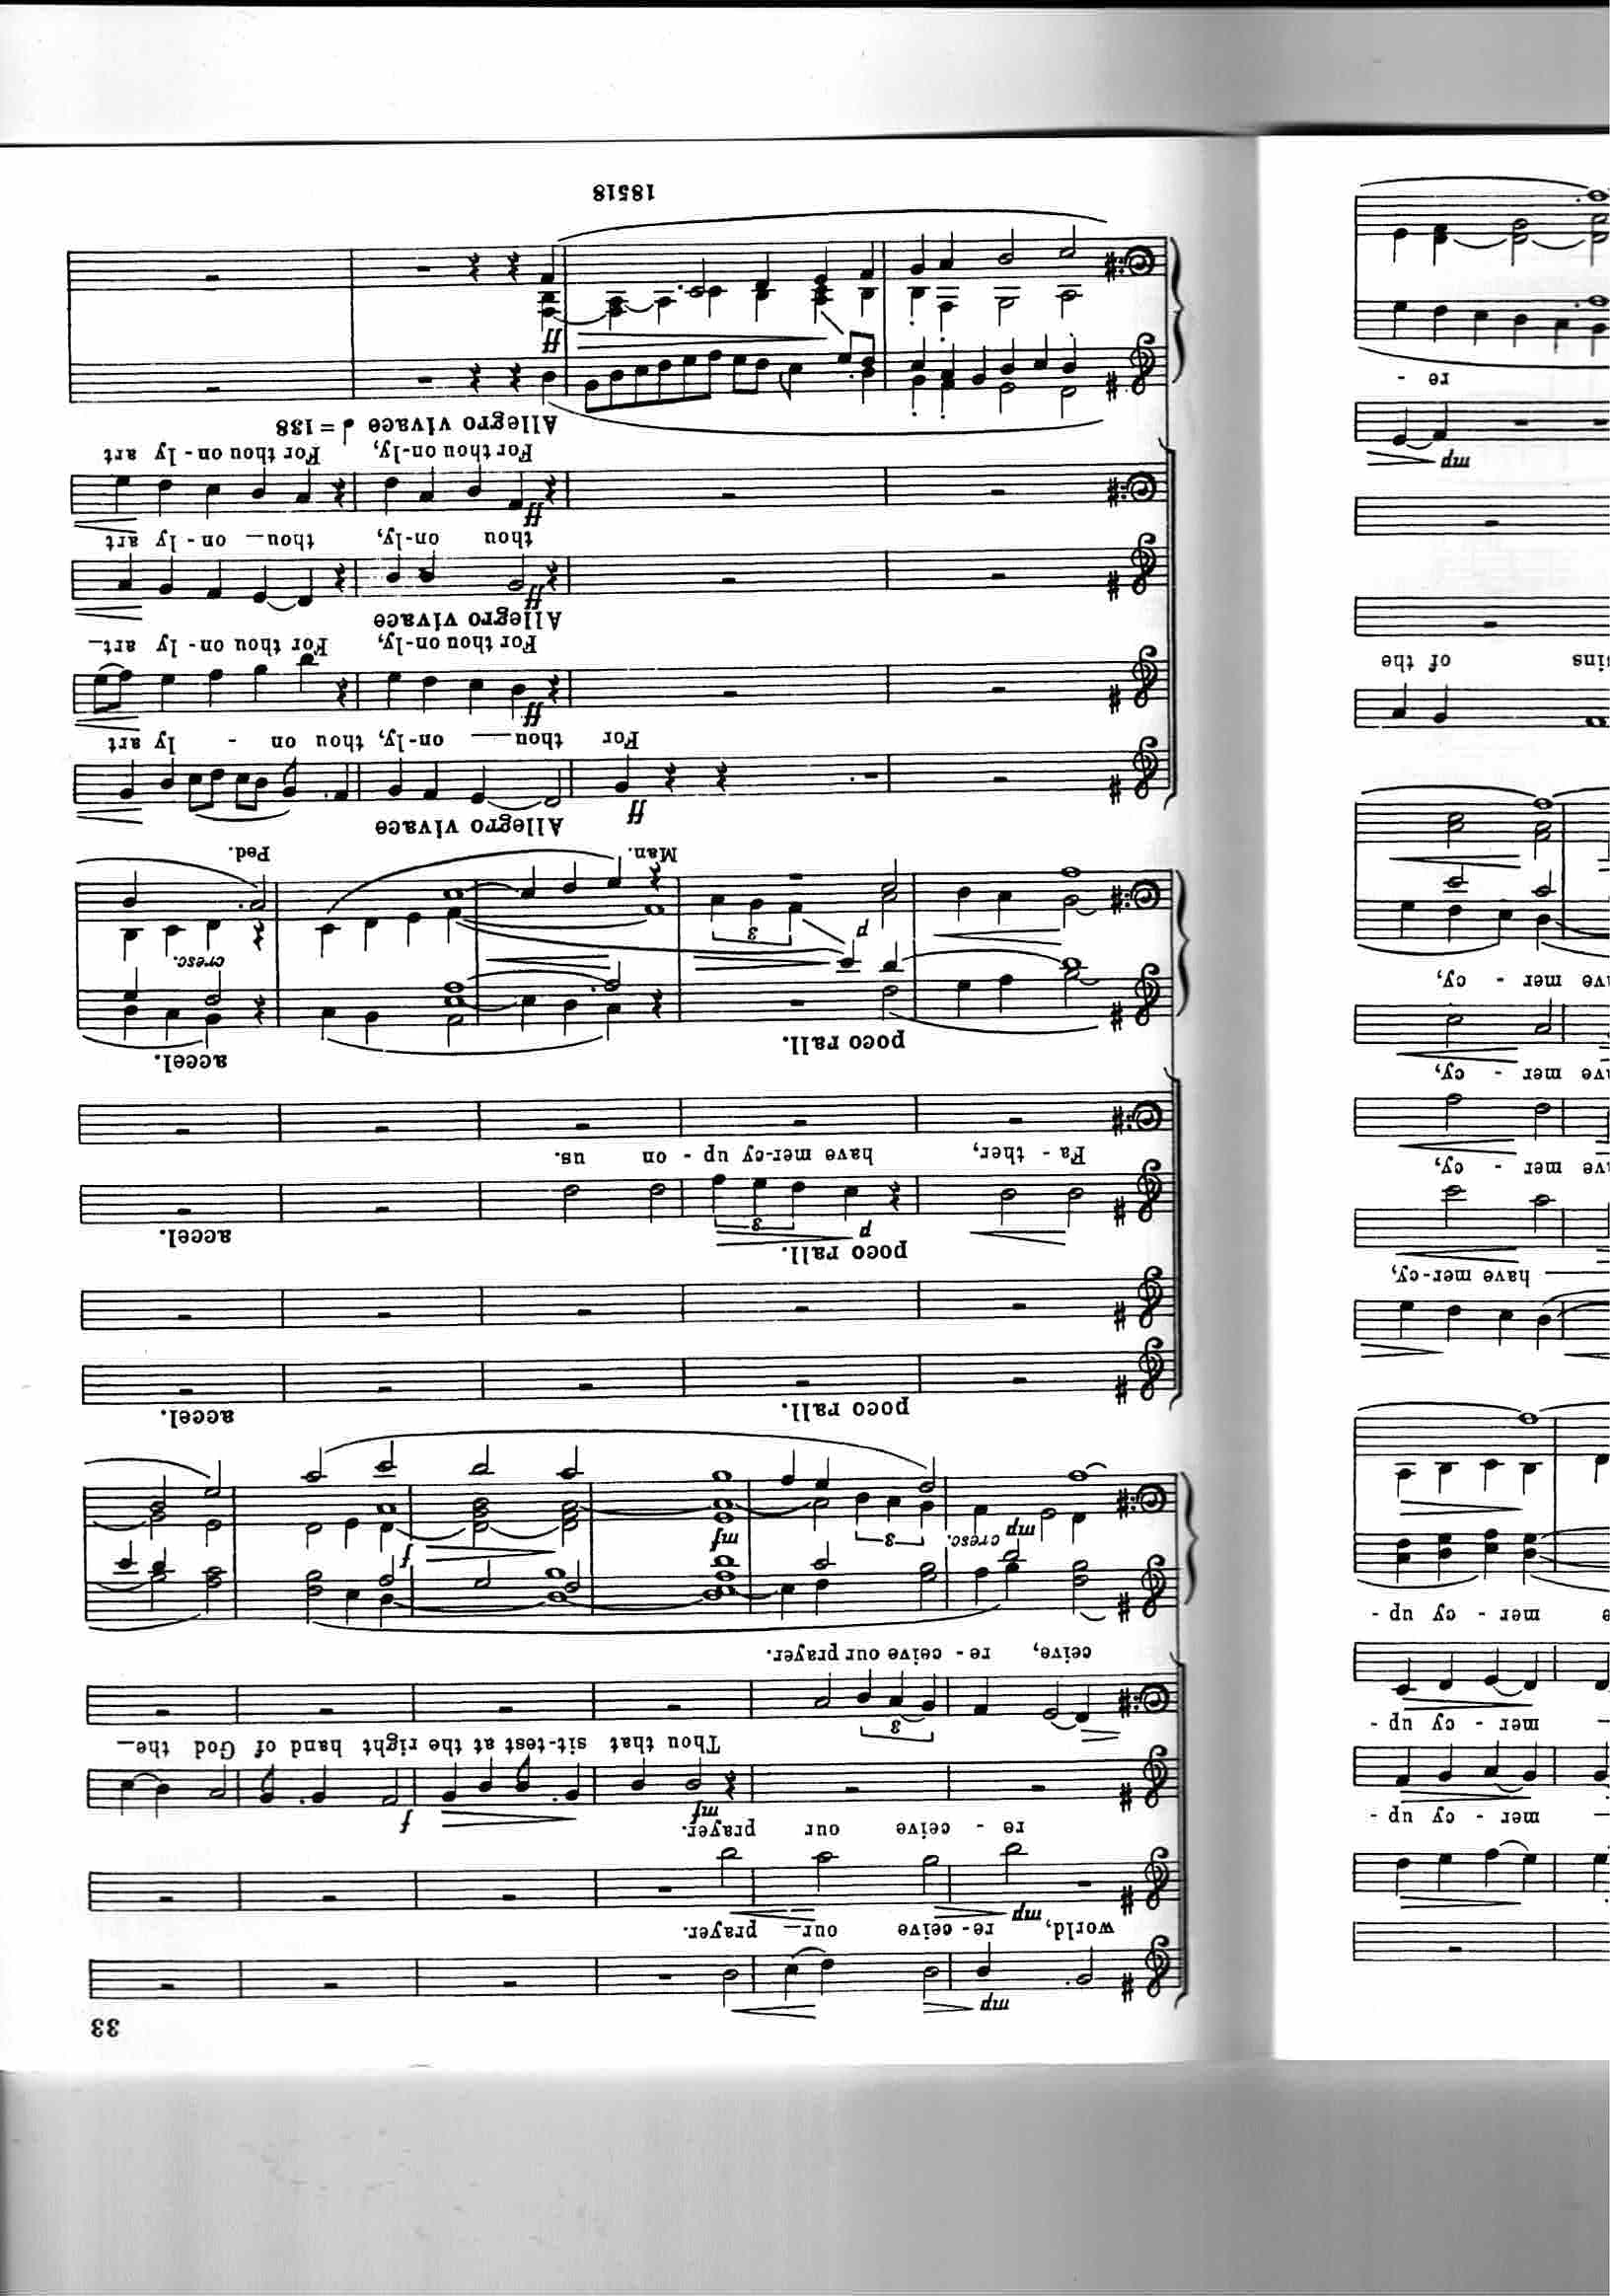 mer - cy up -
mer - cy up -
mer - cy up -
have mer-cy,
mer - cy,
mer - cy,
mer - cy,
of the
mp
re -
33
mp
world, re - ceive our prayer.
mp
re - ceive our prayer.
mf f
Thou that sit-test at the right hand of God the
3
ceive, re - ceive our prayer.
mp cresc. 3 mf f
poco rall. accel.
poco rall. accel.
p 3
Fa - ther, have mer-cy up - on us.
poco rall. accel.
p 3 cresc.
Man. Ped.
Allegro vivace
ff
For thou on-ly, thou on - ly art
ff
For thou on-ly, For thou on - ly art
Allegro vivace
ff
thou on-ly, thou on - ly art
ff
For thou on-ly, For thou on - ly art
Allegro vivace ♩ = 138
ff
18518